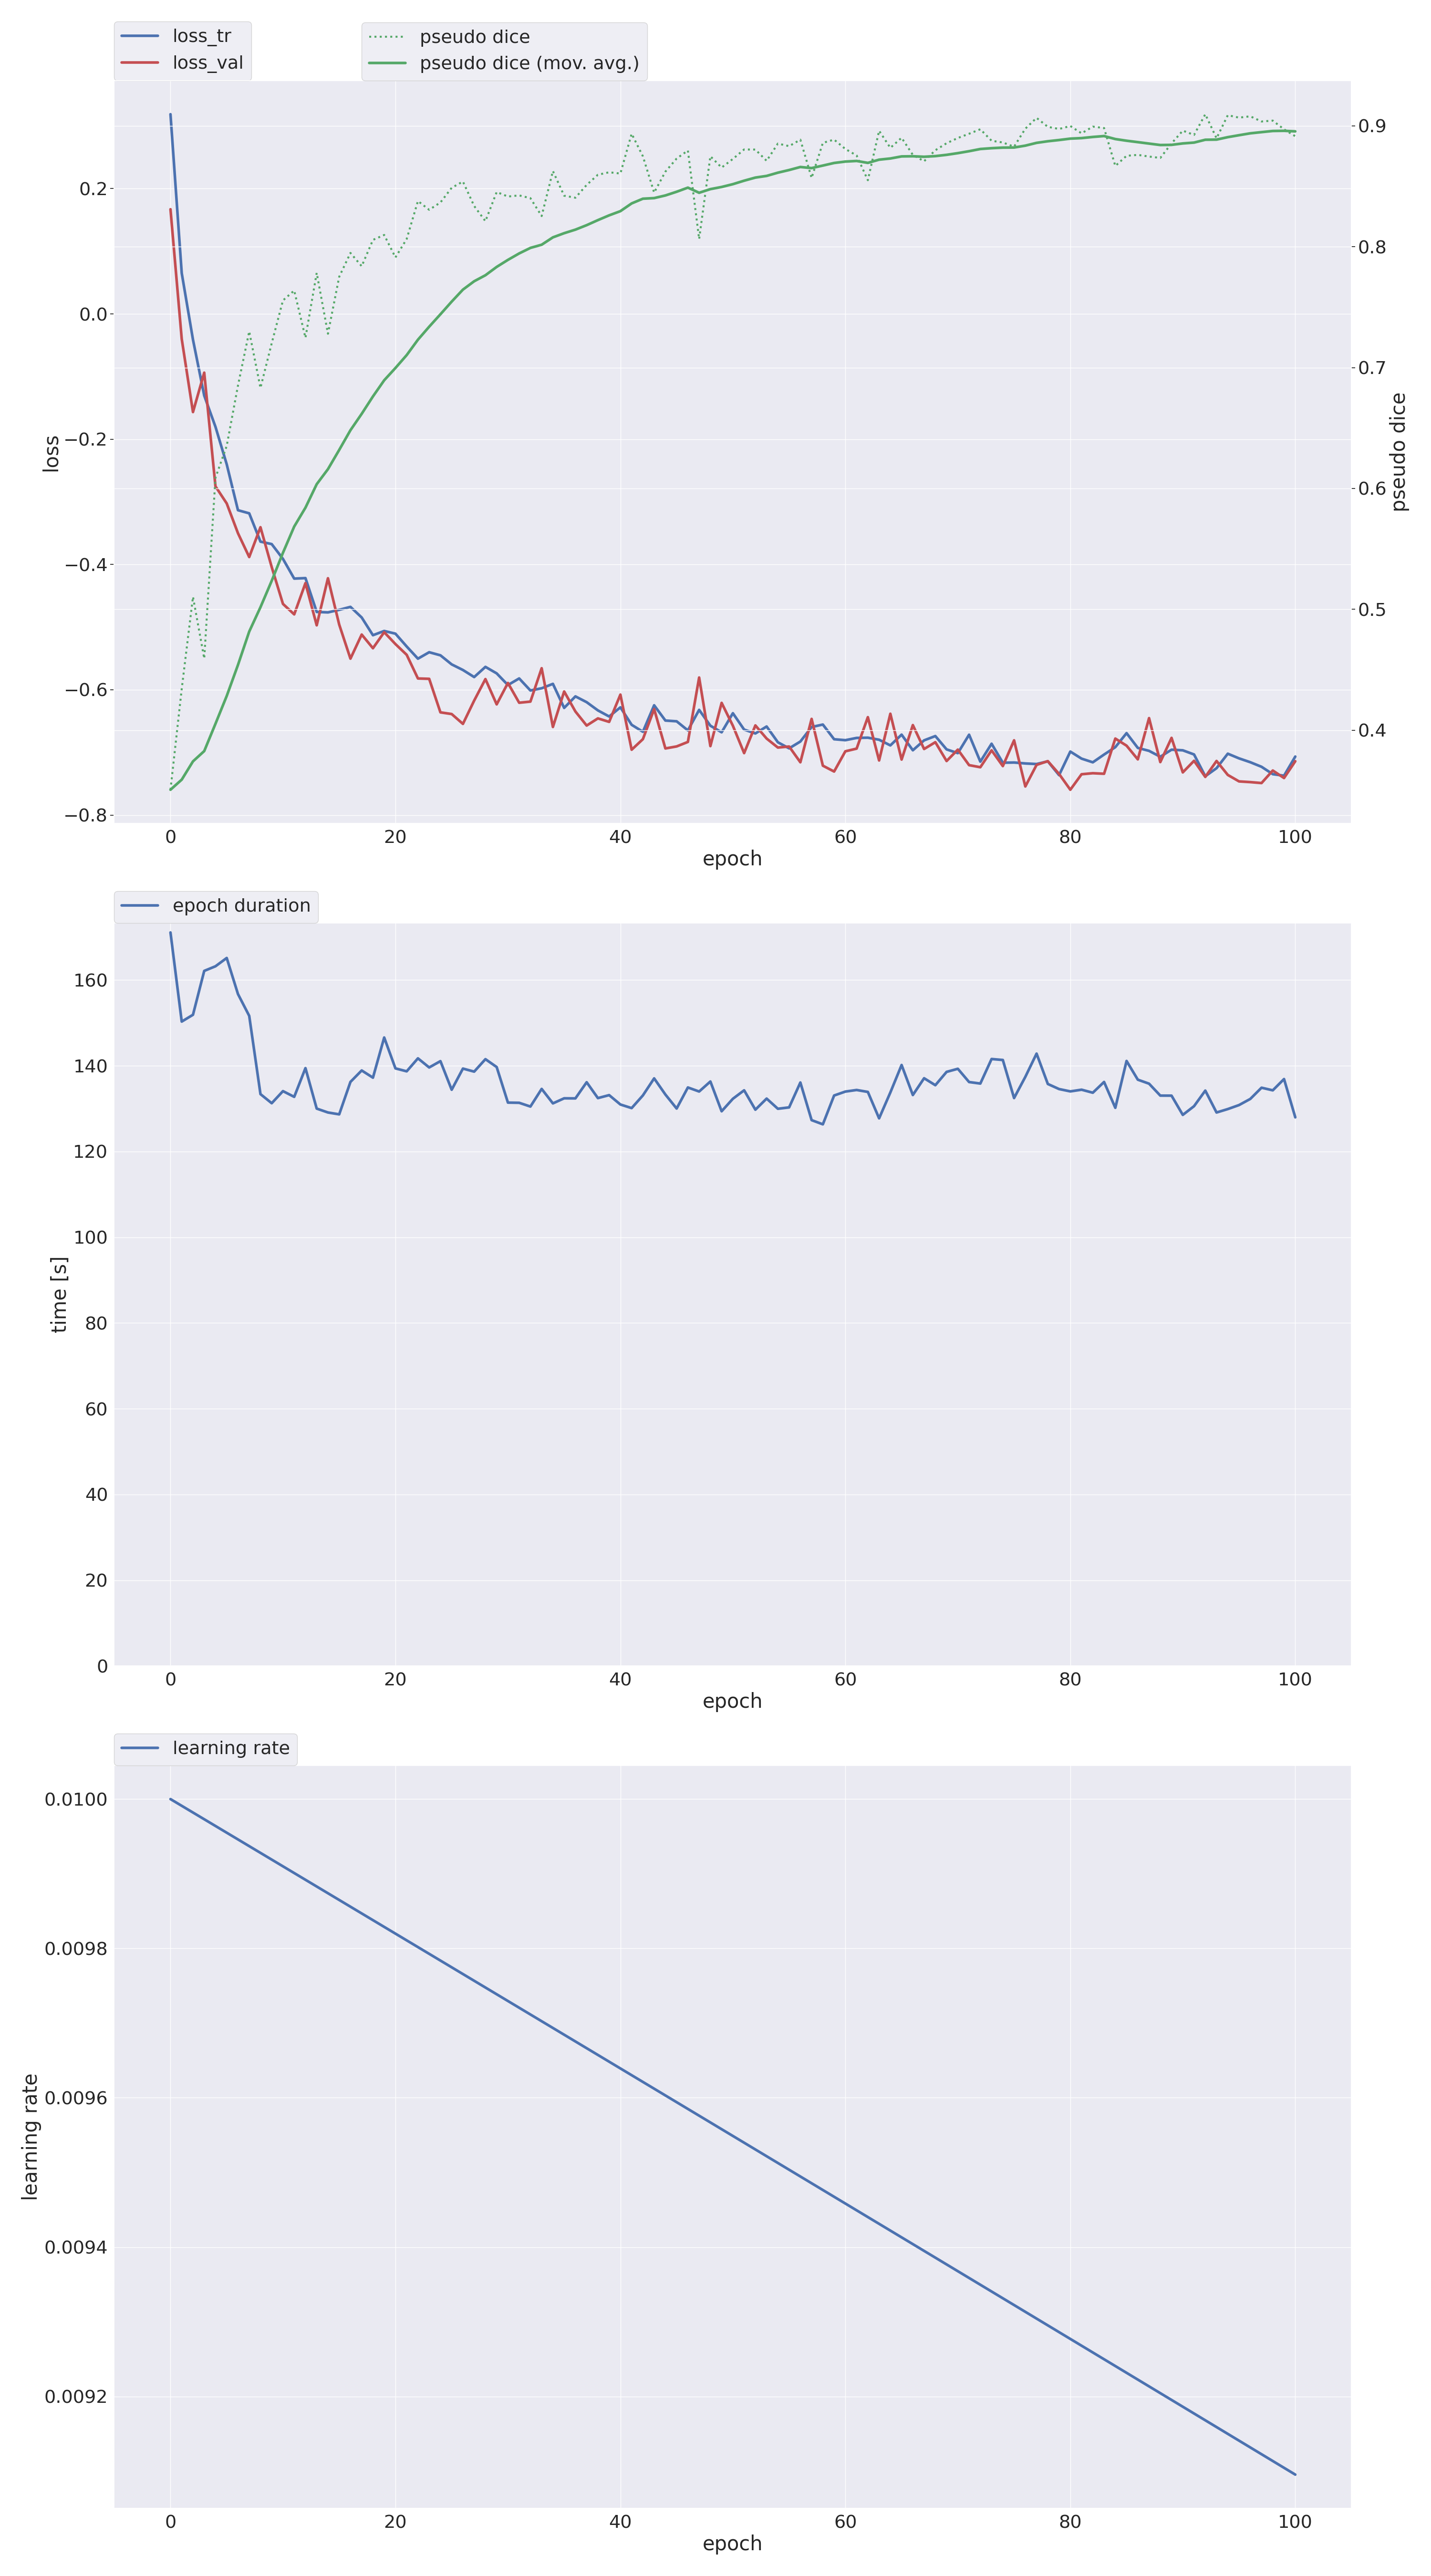 loss_tr
loss_val
pseudo dice
pseudo dice (mov. avg.)
0.2
0.0
−0.2
−0.4
−0.6
−0.8
loss
0.9
0.8
0.7
0.6
0.5
0.4
pseudo dice
0 20 40 60 80 100
epoch
epoch duration
160
140
120
100
80
60
40
20
0
time [s]
0 20 40 60 80 100
epoch
learning rate
0.0100
0.0098
0.0096
0.0094
0.0092
learning rate
0 20 40 60 80 100
epoch